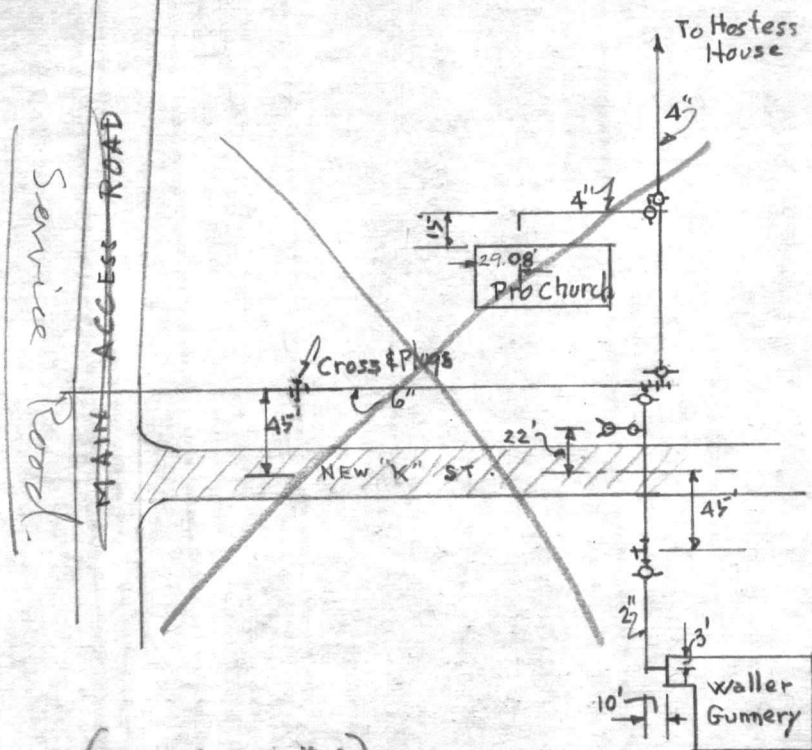 To Hostess
House
4"
4"
15'
29.08'
Pro Church
Service Road.
MAIN ACCESS ROAD
Cross & Plugs
6"
45'
22'
NEW "K" ST.
45'
2"
3'
10'
Waller
Gunnery